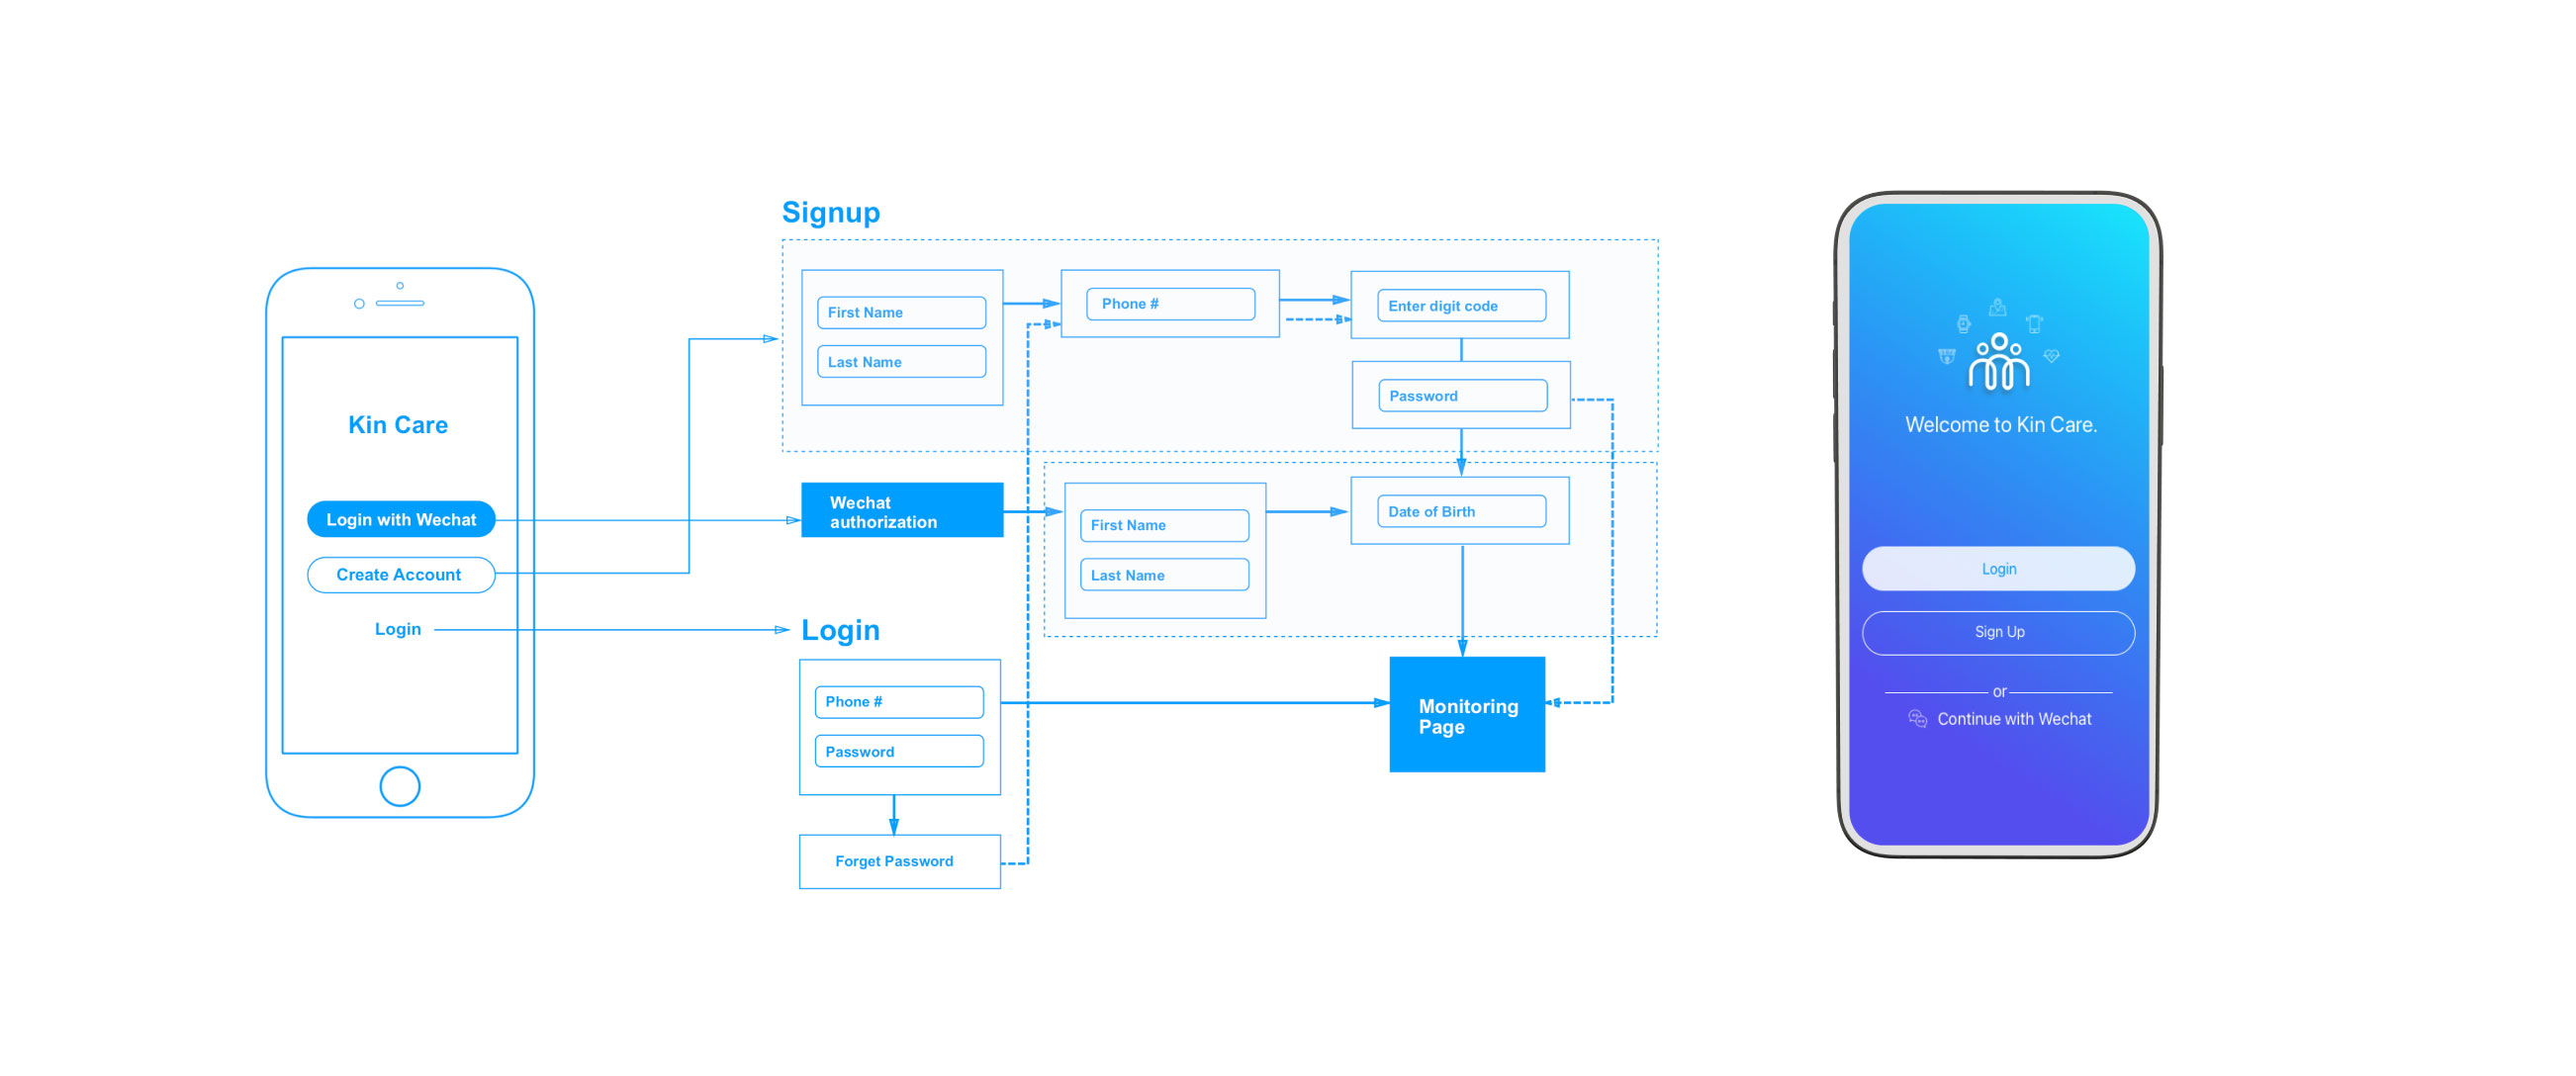 Kin Care
Login with Wechat
Create Account
Login
Signup
First Name
Last Name
Phone #
Enter digit code
Password
Wechat
authorization
First Name
Last Name
Date of Birth
Login
Phone #
Password
Forget Password
Monitoring
Page
Welcome to Kin Care.
Login
Sign Up
or
Continue with Wechat